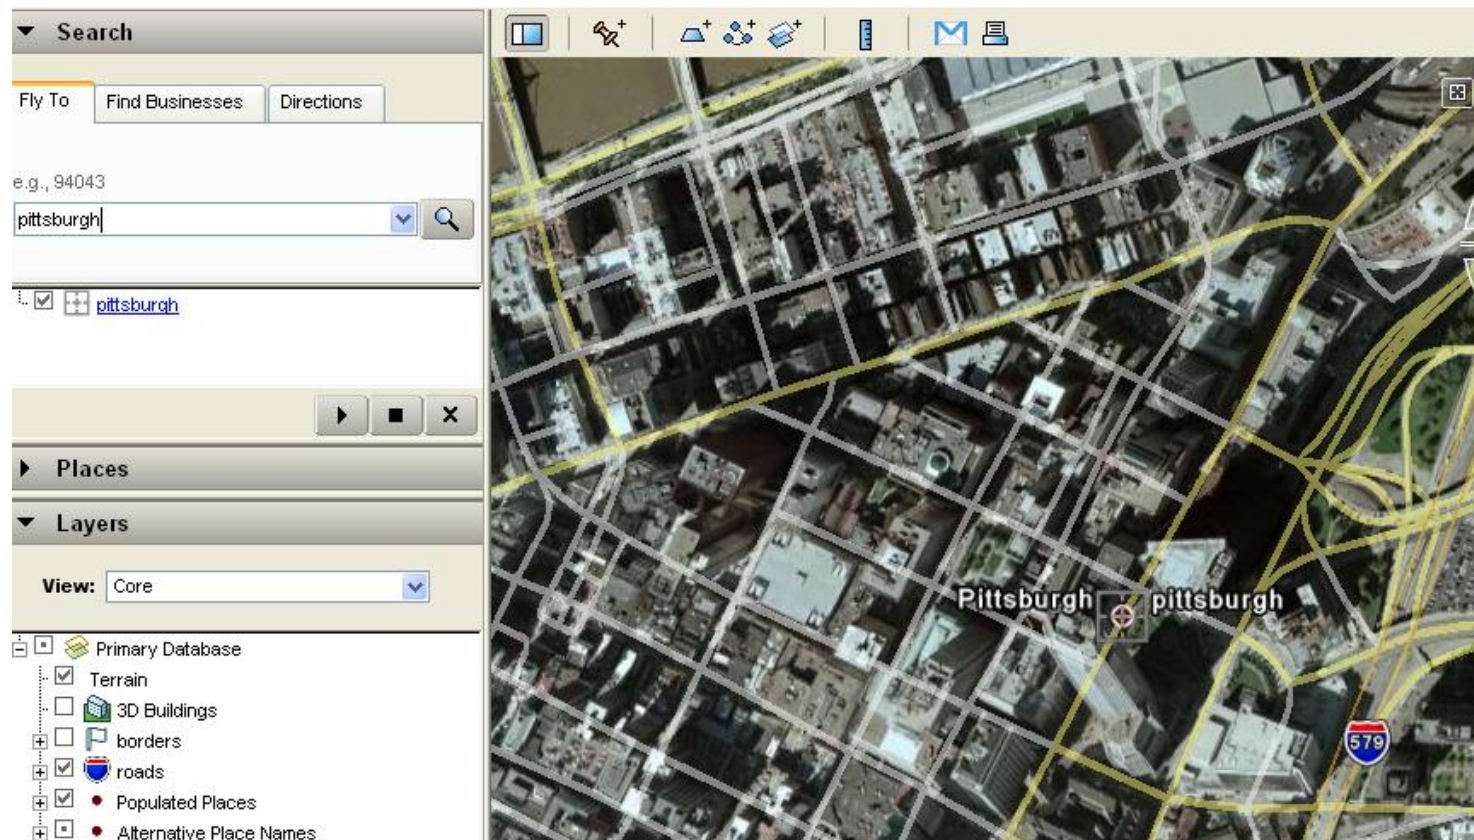 Search
Fly To
Find Businesses
Directions
e.g., 94043
pittsburgh
pittsburgh
Places
Layers
View: Core
Primary Database
Terrain
3D Buildings
borders
roads
Populated Places
Alternative Place Names
Pittsburgh pittsburgh
579